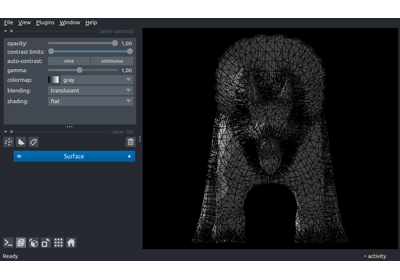 File View Plugins Window Help
layer controls
opacity: 1,00
contrast limits:
auto-contrast: once continuous
gamma: 1,00
colormap: gray
blending: translucent
shading: flat
layer list
Surface
Ready activity